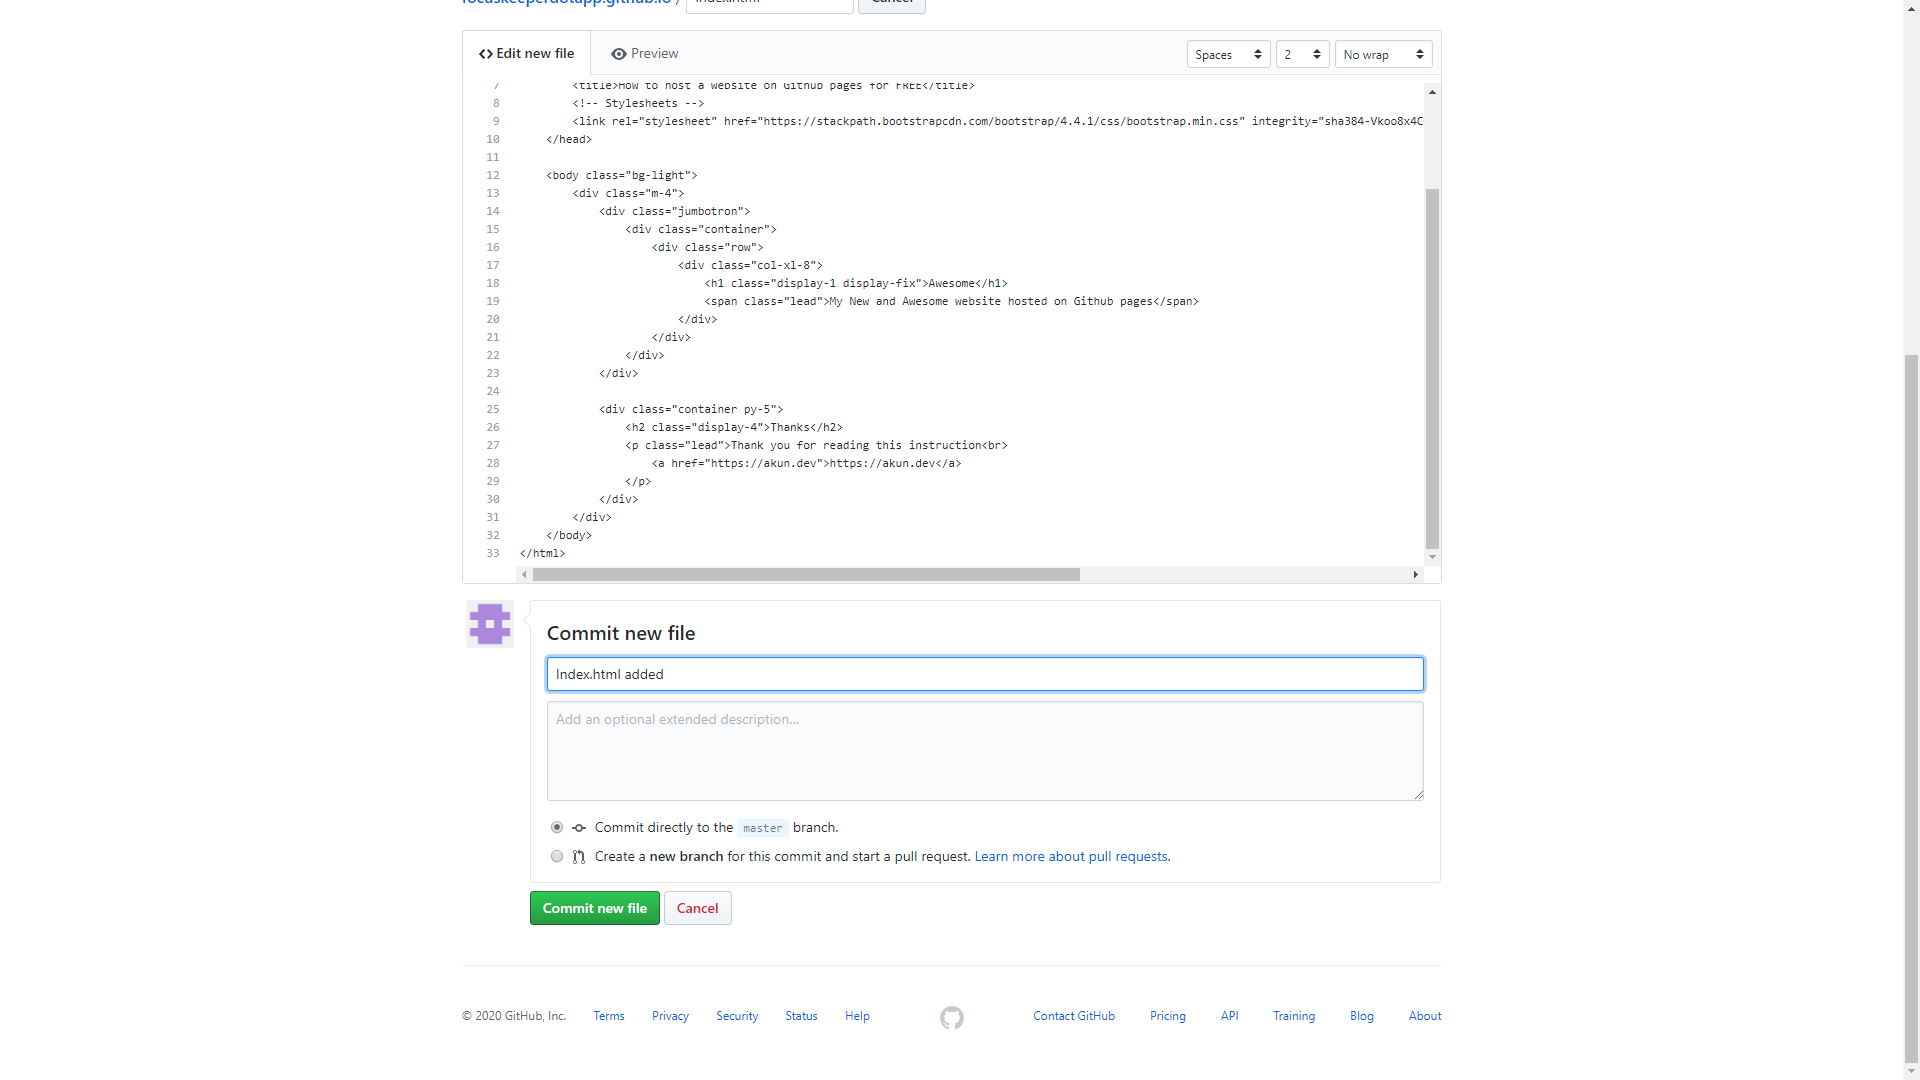 focuskeeperdotapp.github.io / index.html Cancel
Edit new file Preview Spaces 2 No wrap
7 <title>How to host a website on Github pages for FREE</title>
8 <!-- Stylesheets -->
9 <link rel="stylesheet" href="https://stackpath.bootstrapcdn.com/bootstrap/4.4.1/css/bootstrap.min.css" integrity="sha384-Vkoo8x4C
10 </head>
11
12 <body class="bg-light">
13 <div class="m-4">
14 <div class="jumbotron">
15 <div class="container">
16 <div class="row">
17 <div class="col-xl-8">
18 <h1 class="display-1 display-fix">Awesome</h1>
19 <span class="lead">My New and Awesome website hosted on Github pages</span>
20 </div>
21 </div>
22 </div>
23 </div>
24
25 <div class="container py-5">
26 <h2 class="display-4">Thanks</h2>
27 <p class="lead">Thank you for reading this instruction<br>
28 <a href="https://akun.dev">https://akun.dev</a>
29 </p>
30 </div>
31 </div>
32 </body>
33 </html>
Commit new file
Index.html added
Add an optional extended description...
Commit directly to the master branch.
Create a new branch for this commit and start a pull request. Learn more about pull requests.
Commit new file Cancel
© 2020 GitHub, Inc. Terms Privacy Security Status Help Contact GitHub Pricing API Training Blog About